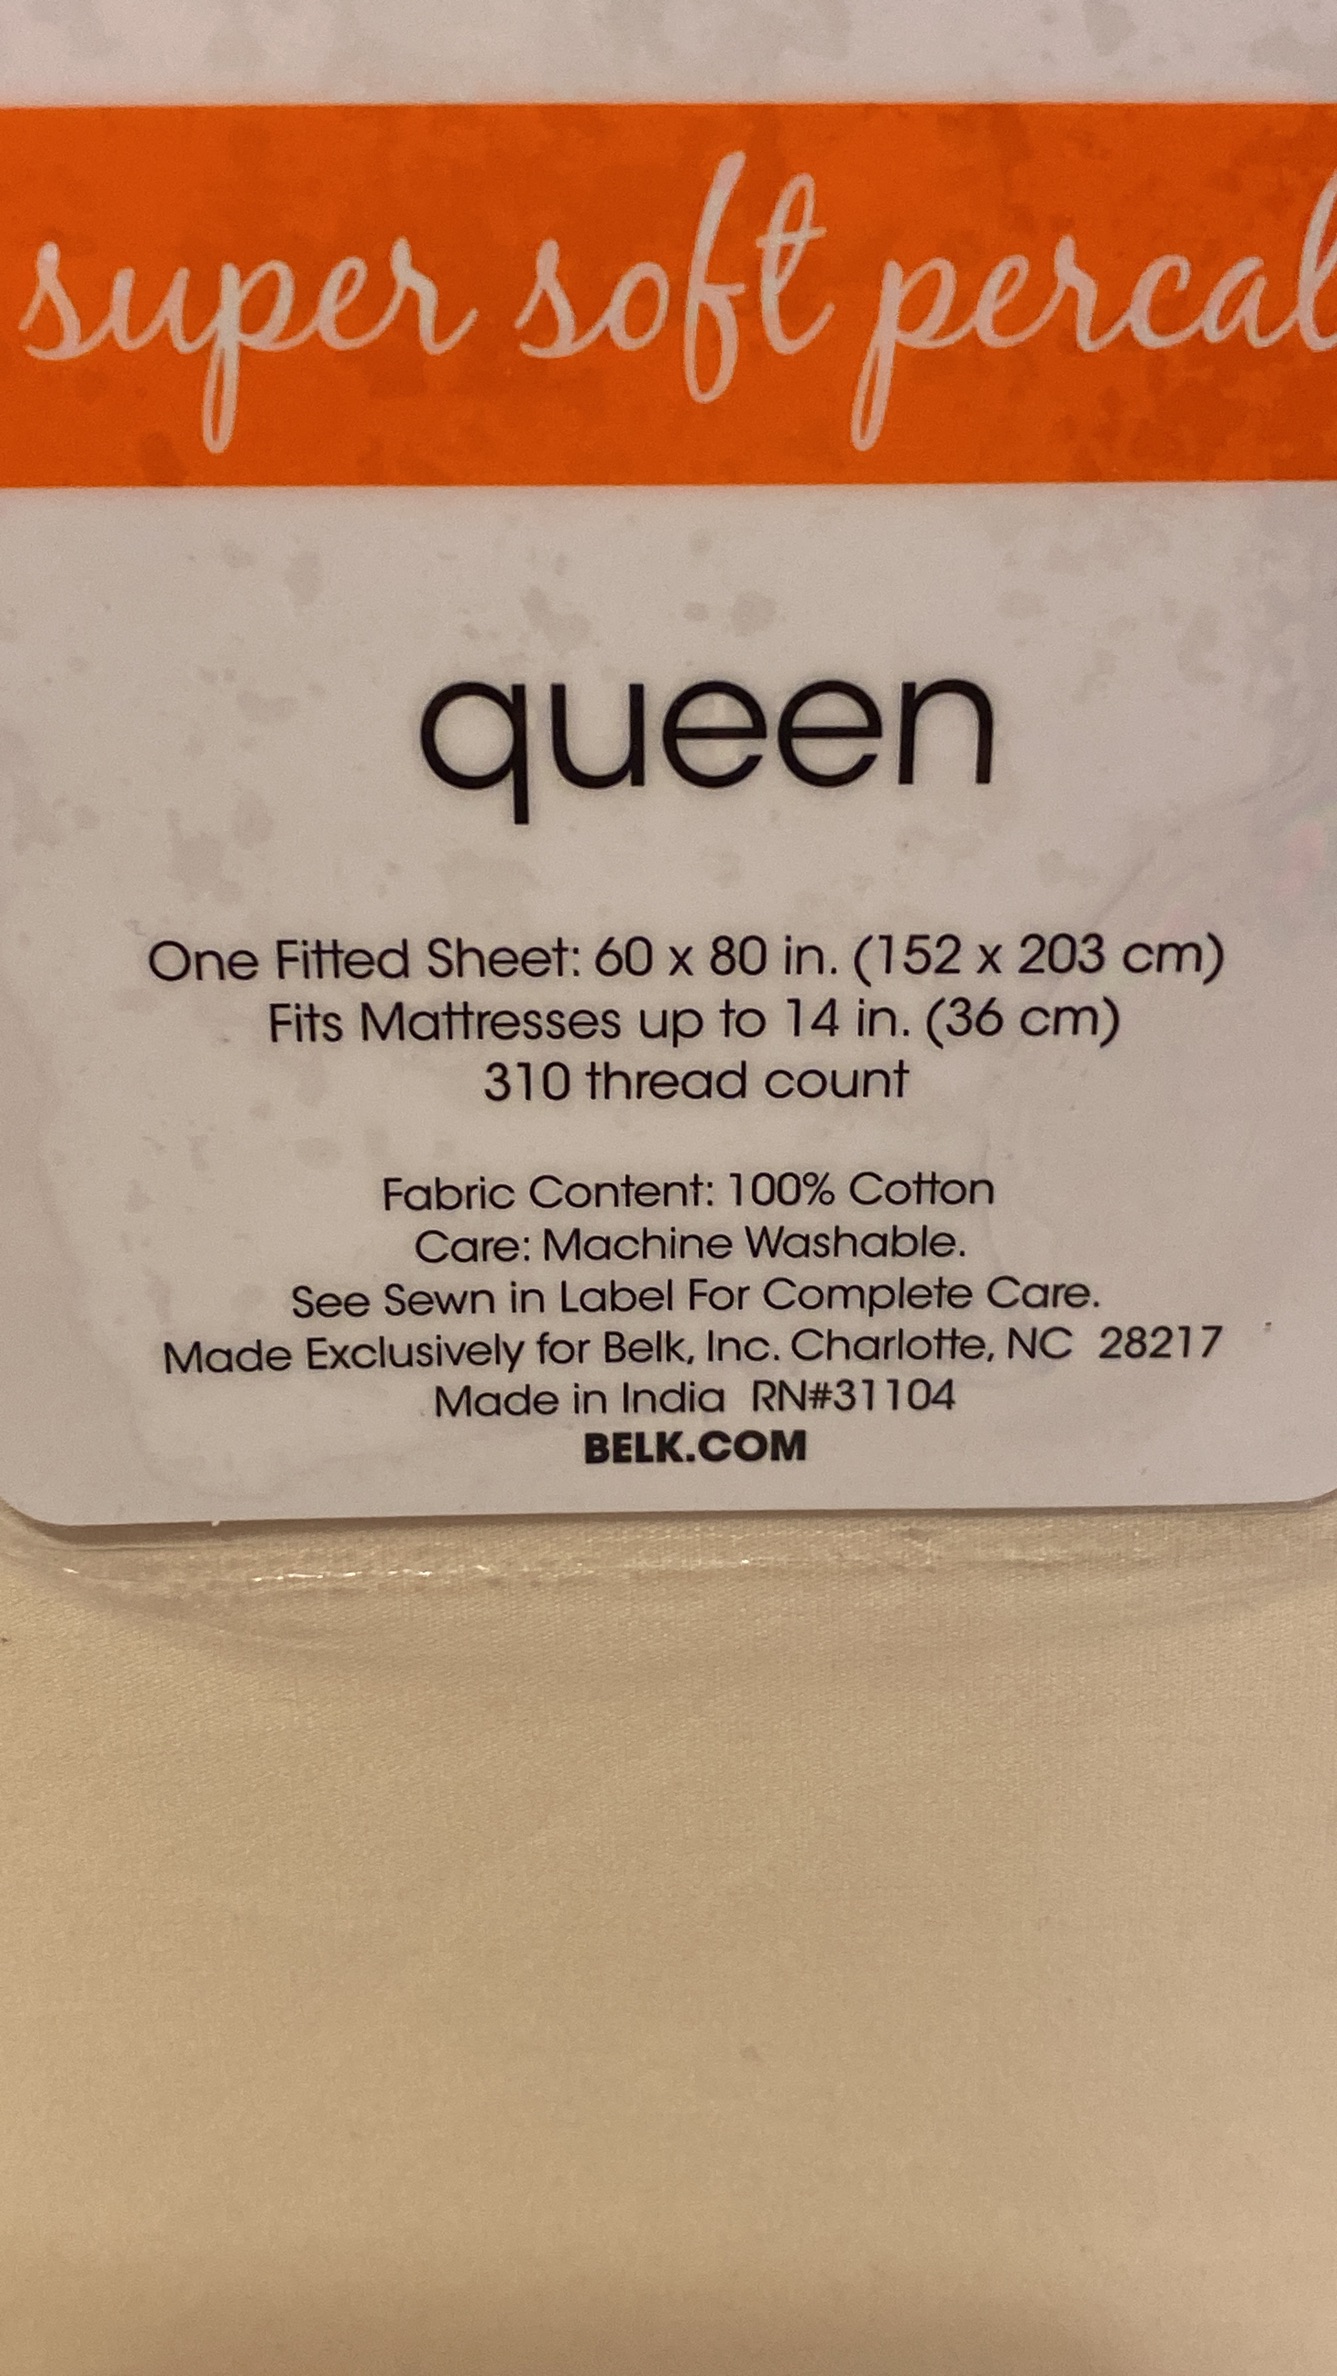 super soft percal
queen
One Fitted Sheet: 60 x 80 in. (152 x 203 cm)
Fits Mattresses up to 14 in. (36 cm)
310 thread count
Fabric Content: 100% Cotton
Care: Machine Washable.
See Sewn in Label For Complete Care.
Made Exclusively for Belk, Inc. Charlotte, NC 28217
Made in India RN#31104
BELK.COM